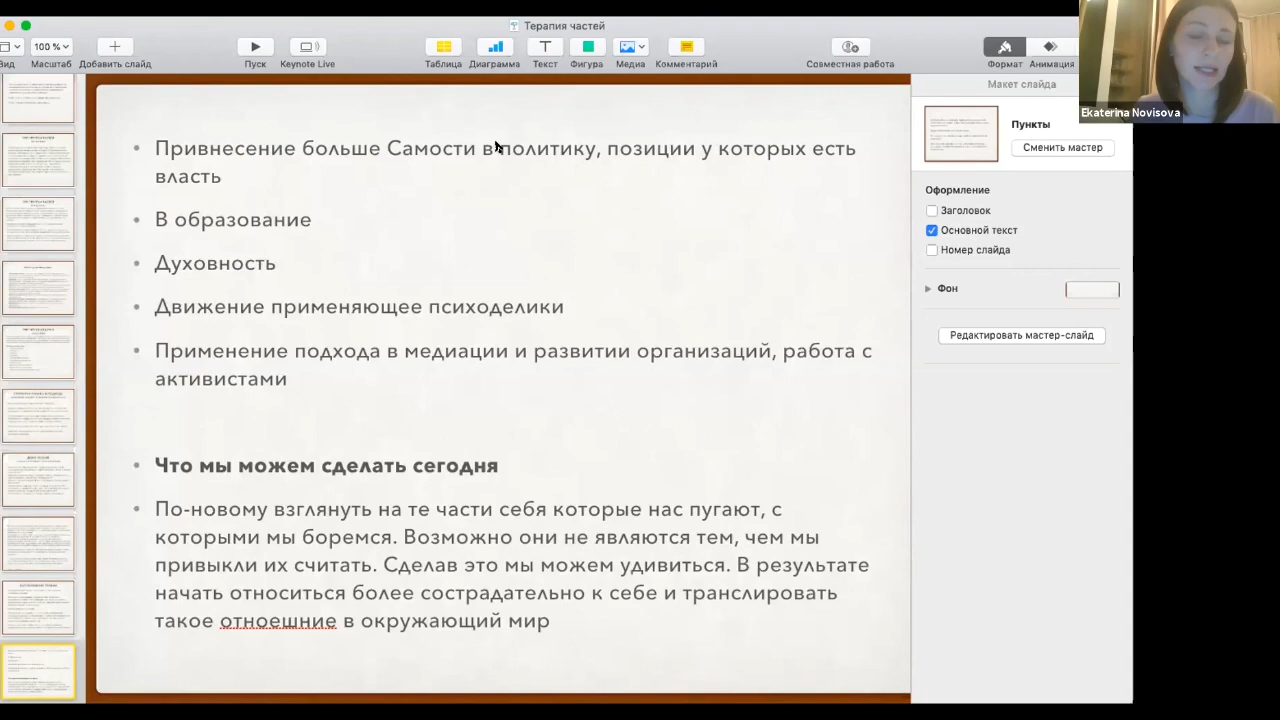 Терапия частей
Вид
100 %
Масштаб
Добавить слайд
Пуск
Keynote Live
Таблица
Диаграмма
Текст
Фигура
Медиа
Комментарий
Совместная работа
Формат
Анимация
Макет слайда
Ekaterina Novisova
Пункты
Сменить мастер
Оформление
Заголовок
Основной текст
Номер слайда
Фон
Редактировать мастер-слайд
Привнесение больше Самости в политику, позиции у которых есть
власть
В образование
Духовность
Движение применяющее психоделики
Применение подхода в медиации и развитии организаций, работа с
активистами
Что мы можем сделать сегодня
По-новому взглянуть на те части себя которые нас пугают, с
которыми мы боремся. Возможно они не являются тем, чем мы
привыкли их считать. Сделав это мы можем удивиться. В результате
начать относиться более сострадательно к себе и транслировать
такое отноешние в окружающий мир